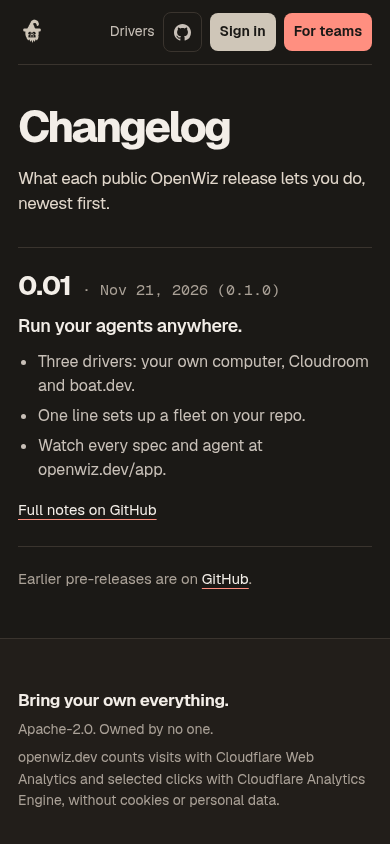 Drivers
Sign in
For teams
Changelog
What each public OpenWiz release lets you do,
newest first.
0.01 · Nov 21, 2026 (0.1.0)
Run your agents anywhere.
• Three drivers: your own computer, Cloudroom
and boat.dev.
• One line sets up a fleet on your repo.
• Watch every spec and agent at
openwiz.dev/app.
Full notes on GitHub
Earlier pre-releases are on GitHub.
Bring your own everything.
Apache-2.0. Owned by no one.
openwiz.dev counts visits with Cloudflare Web
Analytics and selected clicks with Cloudflare Analytics
Engine, without cookies or personal data.